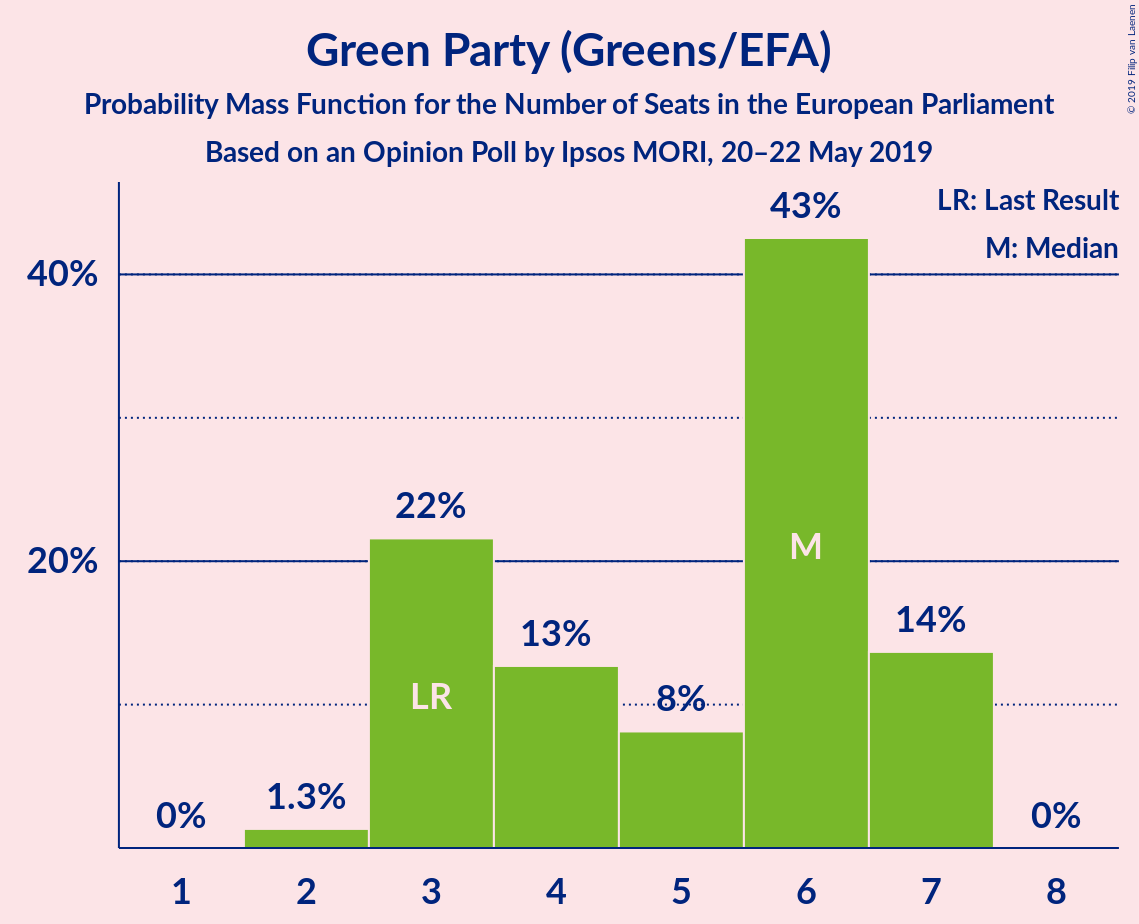 Green Party (Greens/EFA)
Probability Mass Function for the Number of Seats in the European Parliament
Based on an Opinion Poll by Ipsos MORI, 20–22 May 2019
© 2019 Filip van Laenen
LR: Last Result
M: Median
43%
40%
22%
M
20%
14%
13%
LR
8%
1.3%
0%
0%
1 2 3 4 5 6 7 8